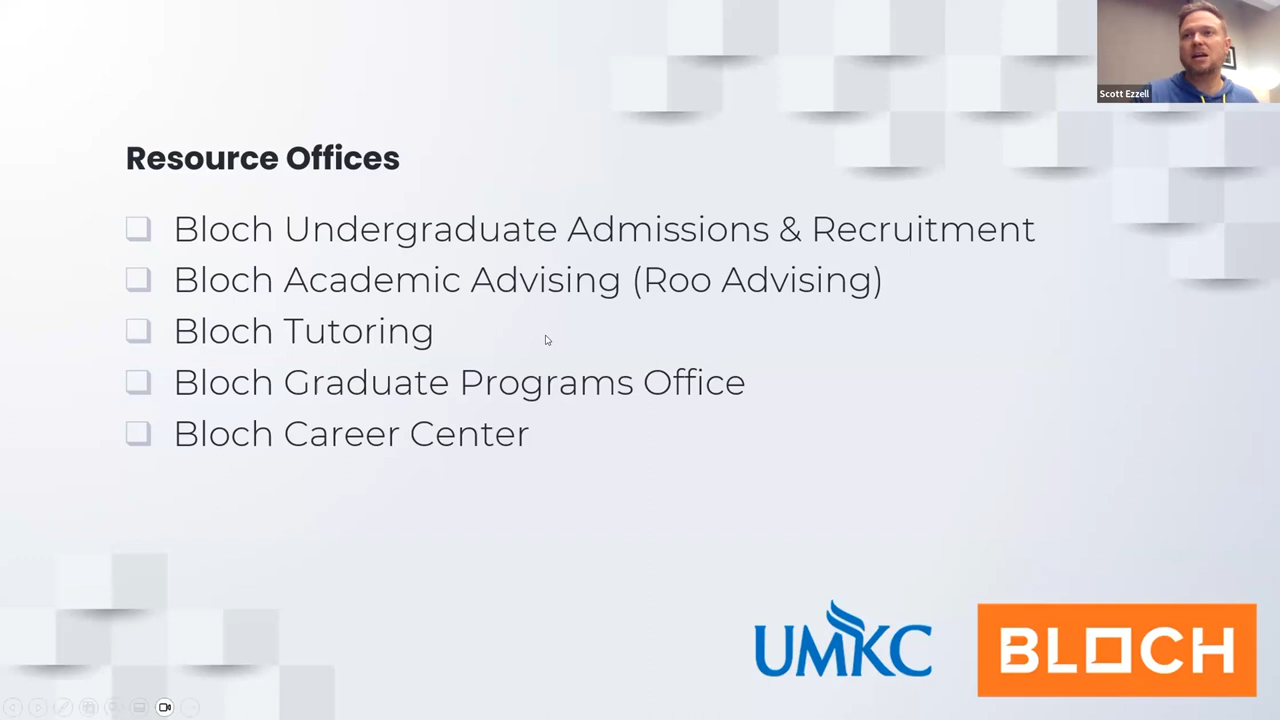 Scott Ezzell
Resource Offices
Bloch Undergraduate Admissions & Recruitment
Bloch Academic Advising (Roo Advising)
Bloch Tutoring
Bloch Graduate Programs Office
Bloch Career Center
UMKC
BLOCH